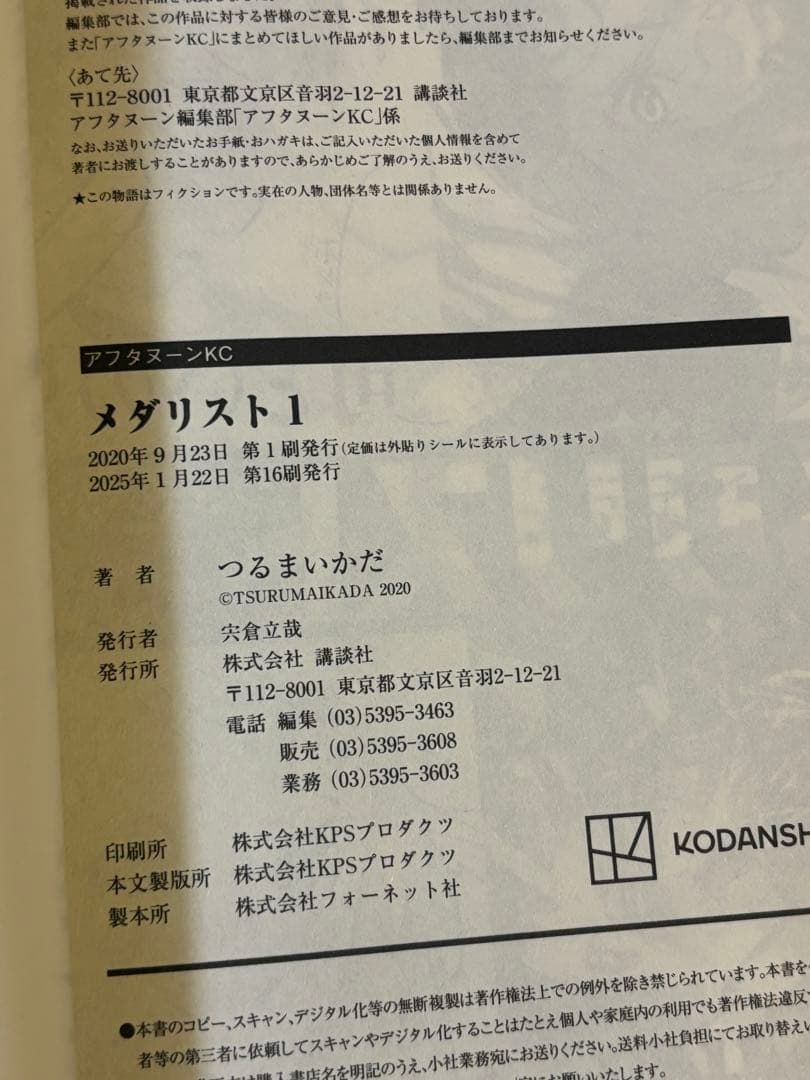 編集部では、この作品に対する皆様のご意見・ご感想をお待ちしております。
また「アフタヌーンKC」にまとめてほしい作品がありましたら、編集部までお知らせください。
〈あて先〉
〒112-8001 東京都文京区音羽2-12-21 講談社
アフタヌーン編集部「アフタヌーンKC」係
なお、お送りいただいたお手紙・おハガキは、ご記入いただいた個人情報を含めて
著者にお渡しすることがありますので、あらかじめご了解のうえ、お送りください。
★この物語はフィクションです。実在の人物、団体名等とは関係ありません。
アフタヌーンKC
メダリスト1
2020年9月23日 第1刷発行(定価は外貼りシールに表示してあります。)
2025年1月22日 第16刷発行
著 者 つるまいかだ
©TSURUMAIKADA 2020
発行者 宍倉立哉
発行所 株式会社 講談社
〒112-8001 東京都文京区音羽2-12-21
電話 編集 (03)5395-3463
販売 (03)5395-3608
業務 (03)5395-3603
印刷所 株式会社KPSプロダクツ
本文製版所 株式会社KPSプロダクツ
製本所 株式会社フォーネット社
KODANSH
●本書のコピー、スキャン、デジタル化等の無断複製は著作権法上での例外を除き禁じられています。本書を
者等の第三者に依頼してスキャンやデジタル化することはたとえ個人や家庭内の利用でも著作権法違反
は購入書店名を明記のうえ、小社業務宛にお送りください。送料小社負担にてお取り替え
にお願いいたします。